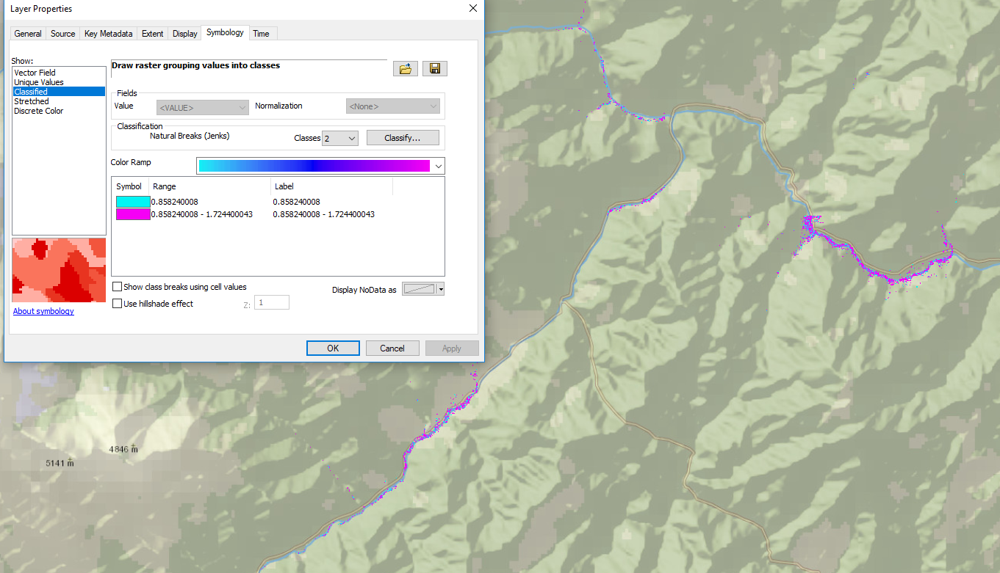 Layer Properties
General Source Key Metadata Extent Display Symbology Time
Show:
Vector Field
Unique Values
Classified
Stretched
Discrete Color
Draw raster grouping values into classes
Fields
Value <VALUE> Normalization <None>
Classification
Natural Breaks (Jenks) Classes 2 Classify...
Color Ramp
Symbol Range Label
0.858240008 0.858240008
0.858240008 - 1.724400043 0.858240008 - 1.724400043
Show class breaks using cell values
Display NoData as
Use hillshade effect Z: 1
About symbology
OK Cancel Apply
4846 m
5141 m